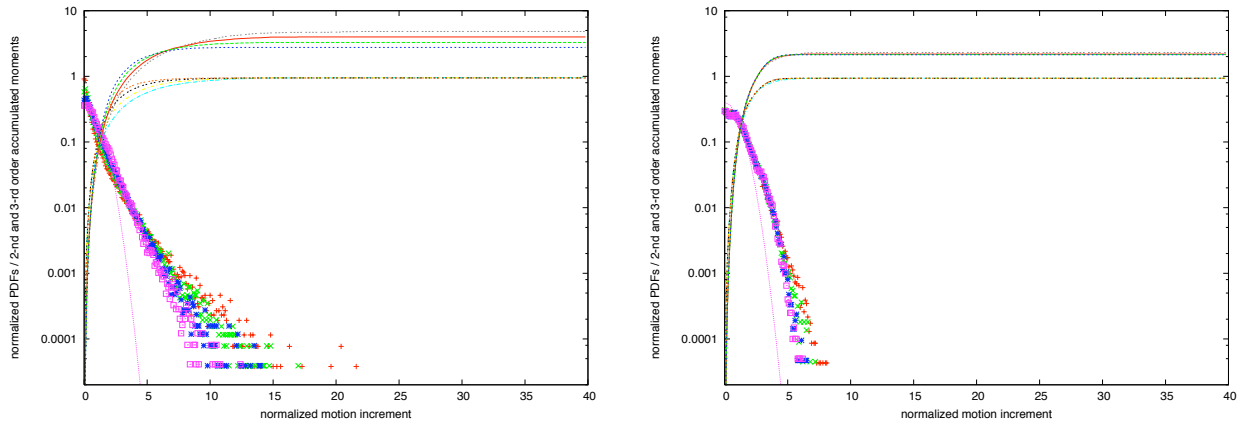 normalized PDFs / 2-nd and 3-rd order accumulated moments
10
1
0.1
0.01
0.001
0.0001
0 5 10 15 20 25 30 35 40
normalized motion increment
normalized PDFs / 2-nd and 3-rd order accumulated moments
10
1
0.1
0.01
0.001
0.0001
0 5 10 15 20 25 30 35 40
normalized motion increment